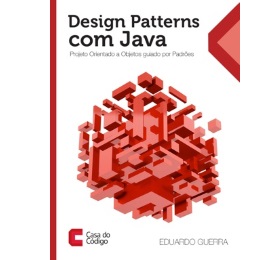 Design Patterns
com Java
Projeto Orientado a Objetos guiado por Padrões
Casa do
Código
EDUARDO GUERRA